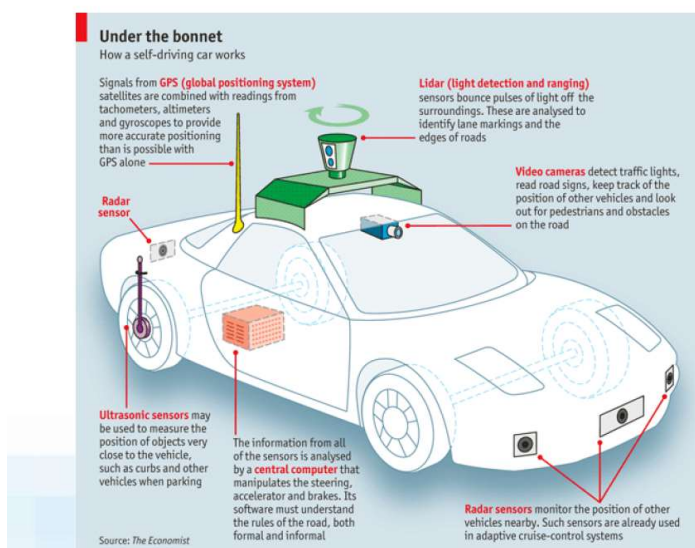 Under the bonnet
How a self-driving car works
Signals from GPS (global positioning system)
satellites are combined with readings from
tachometers, altimeters
and gyroscopes to provide
more accurate positioning
than is possible with
GPS alone
Lidar (light detection and ranging)
sensors bounce pulses of light off the
surroundings. These are analysed to
identify lane markings and the
edges of roads
Video cameras detect traffic lights,
read road signs, keep track of the
position of other vehicles and look
out for pedestrians and obstacles
on the road
Radar
sensor
Ultrasonic sensors may
be used to measure the
position of objects very
close to the vehicle,
such as curbs and other
vehicles when parking
The information from all
of the sensors is analysed
by a central computer that
manipulates the steering,
accelerator and brakes. Its
software must understand
the rules of the road, both
formal and informal
Radar sensors monitor the position of other
vehicles nearby. Such sensors are already used
in adaptive cruise-control systems
Source: The Economist